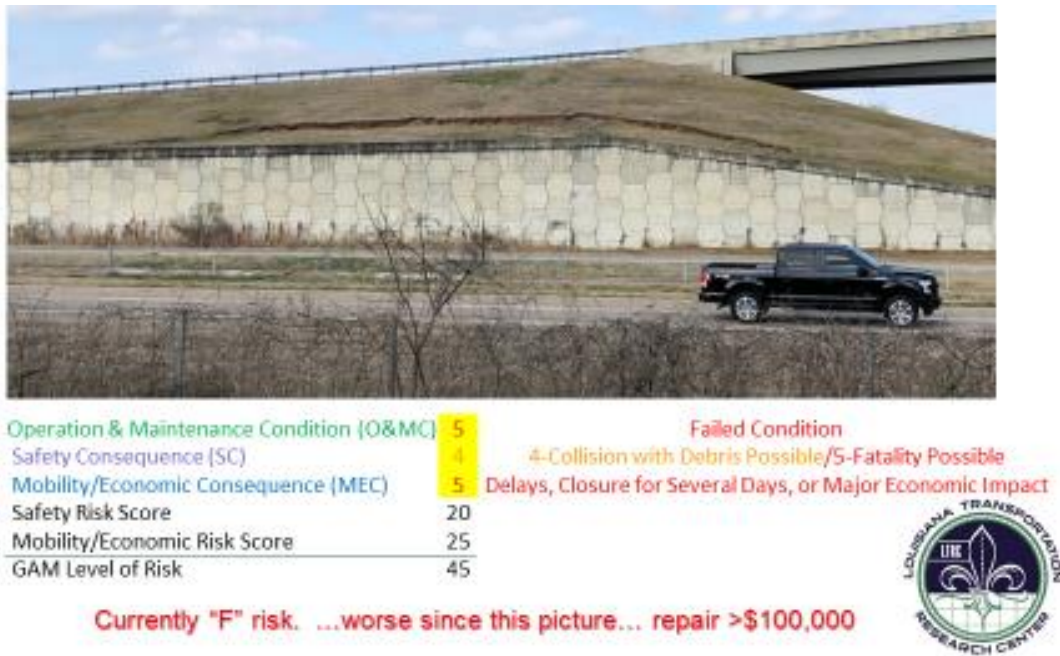 Operation & Maintenance Condition (O&MC) 5 Failed Condition
Safety Consequence (SC) 4 4-Collision with Debris Possible/5-Fatality Possible
Mobility/Economic Consequence (MEC) 5 Delays, Closure for Several Days, or Major Economic Impact
Safety Risk Score 20
Mobility/Economic Risk Score 25
GAM Level of Risk 45
LOUISIANA TRANSPORTATION
LTRC
RESEARCH CENTER
Currently "F" risk. ...worse since this picture... repair >$100,000